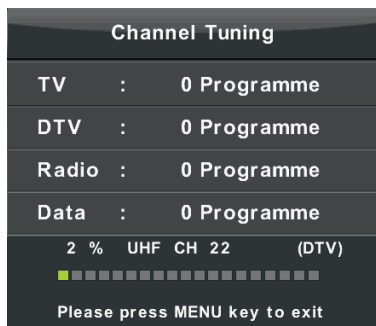 Channel Tuning
TV : 0 Programme
DTV : 0 Programme
Radio : 0 Programme
Data : 0 Programme
2 % UHF CH 22 (DTV)
Please press MENU key to exit